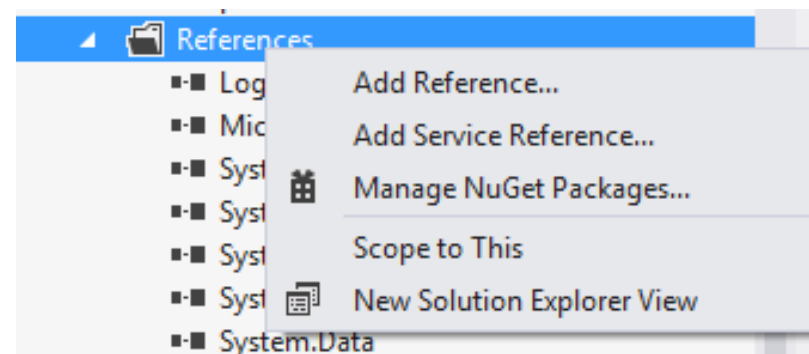 References
Log
Add Reference...
Mic
Add Service Reference...
Syst
Manage NuGet Packages...
Syst
Syst
Scope to This
Syst
New Solution Explorer View
System.Data